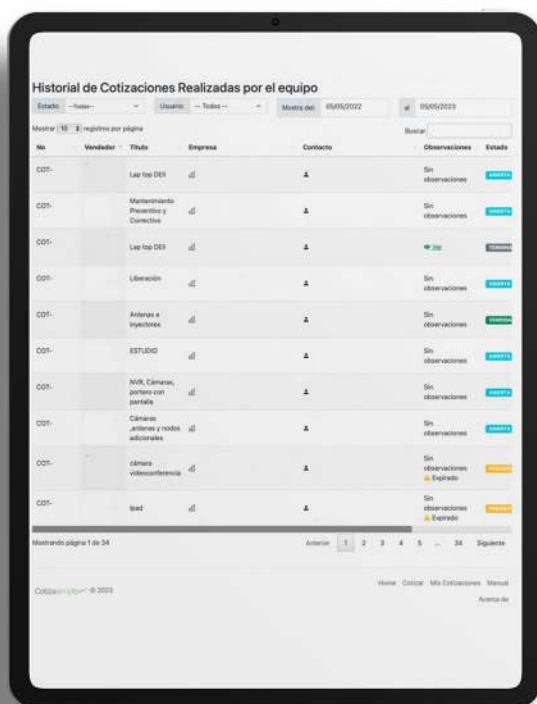 Historial de Cotizaciones Realizadas por el equipo
Estado --Todos-- Usuario -- Todos -- Mostra del: 05/05/2022 al 05/05/2023
Mostrar 10 registros por página Buscar
No Vendedor Título Empresa Contacto Observaciones Estado
COT- Lap top DEll Sin observaciones ABIERTA
COT- Mantenimiento Preventivo y Correctivo Sin observaciones ABIERTA
COT- Lap top DEll Ver
COT- Liberación Sin observaciones ABIERTA
COT- Antenas e inyectores Sin observaciones VENDIDA
COT- ESTUDIO Sin observaciones ABIERTA
COT- NVR, Cámaras, portero con pantalla Sin observaciones ABIERTA
COT- Cámaras ,antenas y nodos adicionales Sin observaciones ABIERTA
COT- cámara videoconferencia Sin observaciones Expirado
COT- Ipad Sin observaciones Expirado
Mostrando página 1 de 34 Anterior 1 2 3 4 5 ... 34 Siguiente
© 2023 Home Cotizar Mis Cotizaciones Manual
Acerca de